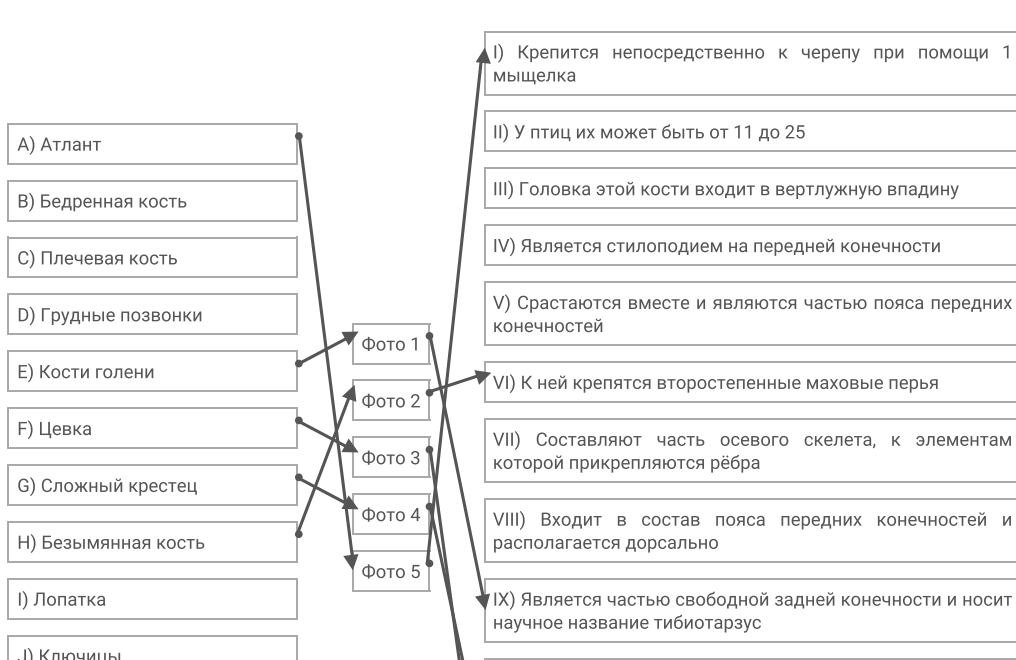 A) Атлант
B) Бедренная кость
C) Плечевая кость
D) Грудные позвонки
E) Кости голени
F) Цевка
G) Сложный крестец
H) Безымянная кость
I) Лопатка
J) Ключицы
Фото 1
Фото 2
Фото 3
Фото 4
Фото 5
I) Крепится непосредственно к черепу при помощи 1
мыщелка
II) У птиц их может быть от 11 до 25
III) Головка этой кости входит в вертлужную впадину
IV) Является стилоподием на передней конечности
V) Срастаются вместе и являются частью пояса передних
конечностей
VI) К ней крепятся второстепенные маховые перья
VII) Составляют часть осевого скелета, к элементам
которой прикрепляются рёбра
VIII) Входит в состав пояса передних конечностей и
располагается дорсально
IX) Является частью свободной задней конечности и носит
научное название тибиотарзус